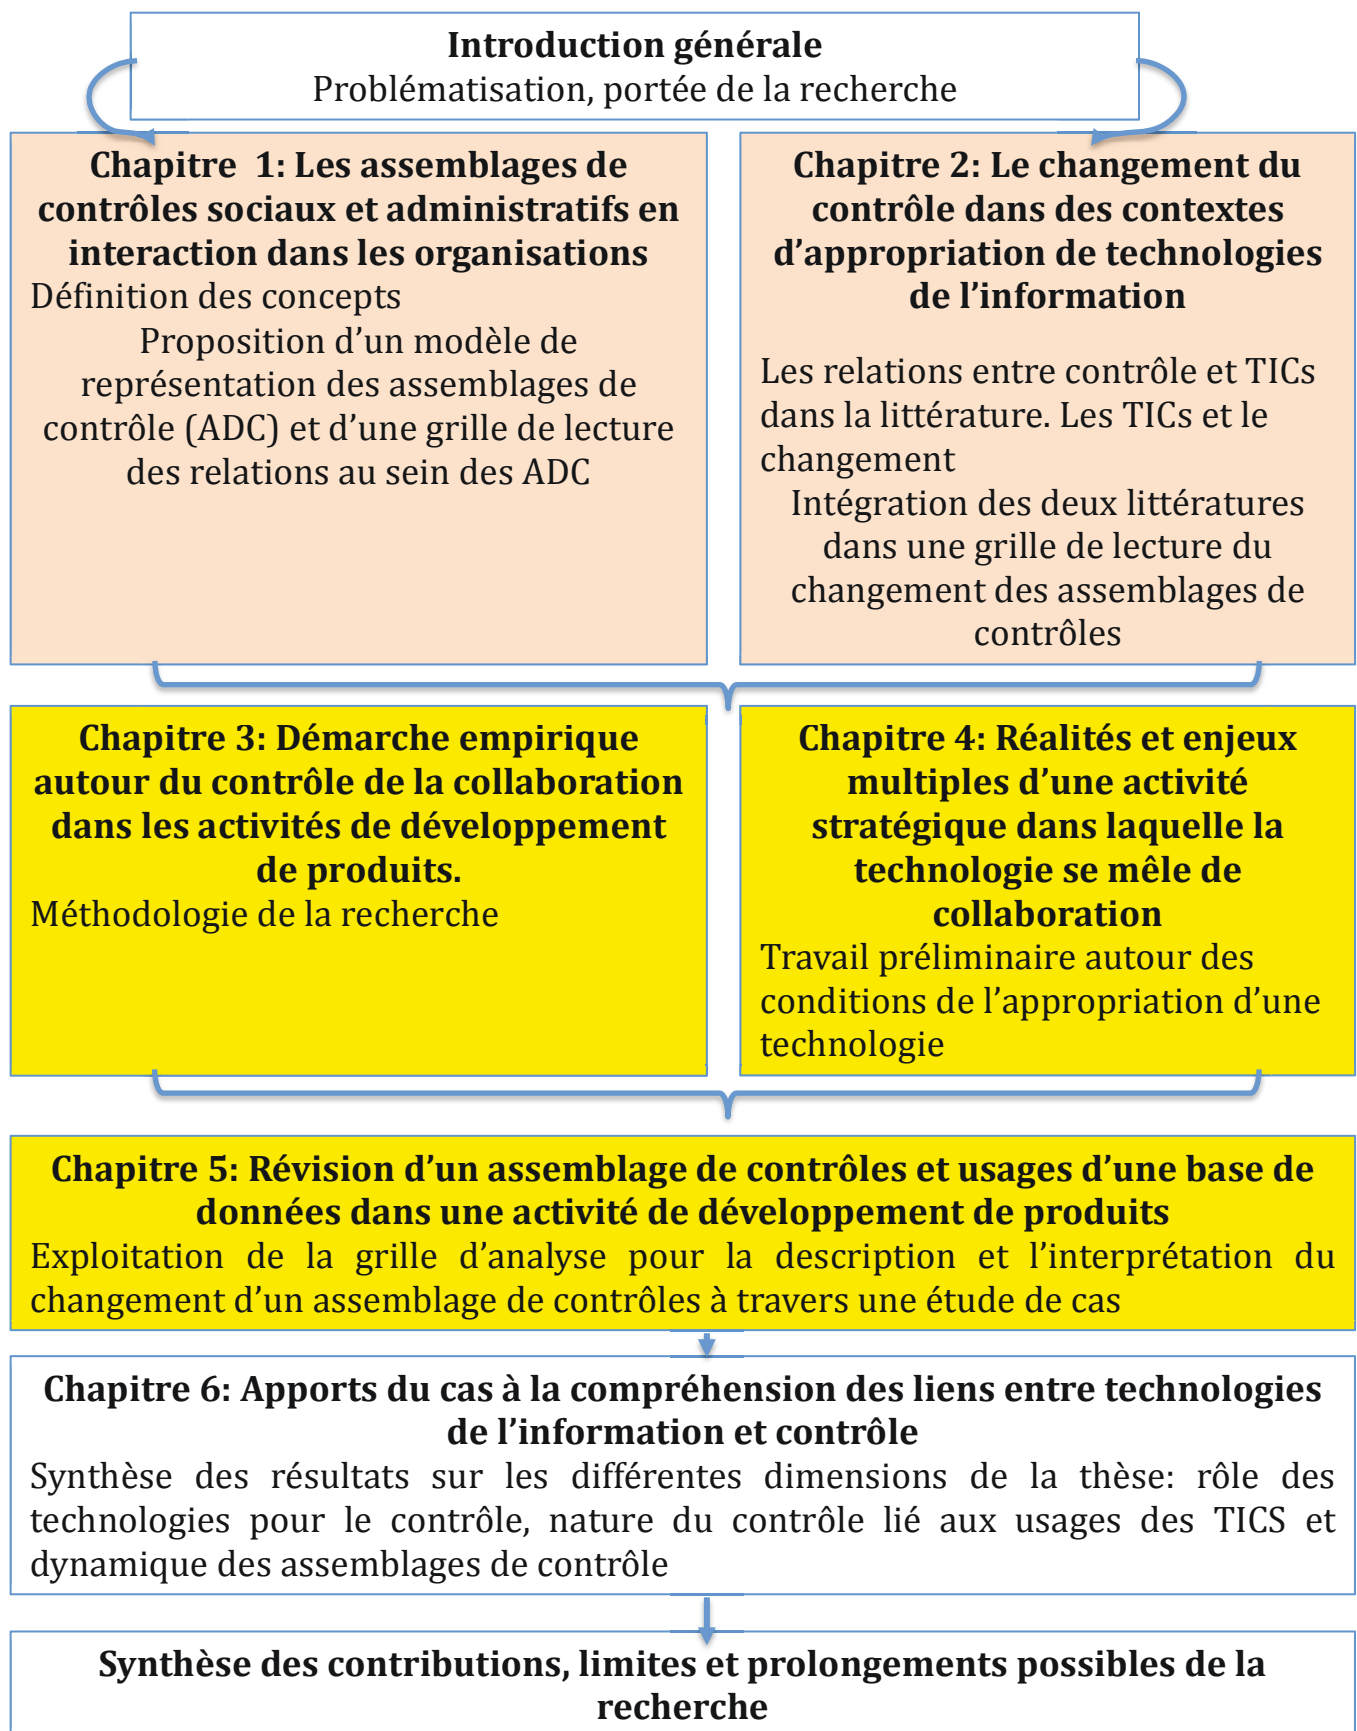 Introduction générale
Problématisation, portée de la recherche
Chapitre 1: Les assemblages de
contrôles sociaux et administratifs en
interaction dans les organisations
Définition des concepts
Proposition d’un modèle de
représentation des assemblages de
contrôle (ADC) et d’une grille de lecture
des relations au sein des ADC
Chapitre 2: Le changement du
contrôle dans des contextes
d’appropriation de technologies
de l’information
Les relations entre contrôle et TICs
dans la littérature. Les TICs et le
changement
Intégration des deux littératures
dans une grille de lecture du
changement des assemblages de
contrôles
Chapitre 3: Démarche empirique
autour du contrôle de la collaboration
dans les activités de développement
de produits.
Méthodologie de la recherche
Chapitre 4: Réalités et enjeux
multiples d’une activité
stratégique dans laquelle la
technologie se mêle de
collaboration
Travail préliminaire autour des
conditions de l’appropriation d’une
technologie
Chapitre 5: Révision d’un assemblage de contrôles et usages d’une base de
données dans une activité de développement de produits
Exploitation de la grille d’analyse pour la description et l’interprétation du
changement d’un assemblage de contrôles à travers une étude de cas
Chapitre 6: Apports du cas à la compréhension des liens entre technologies
de l’information et contrôle
Synthèse des résultats sur les différentes dimensions de la thèse: rôle des
technologies pour le contrôle, nature du contrôle lié aux usages des TICS et
dynamique des assemblages de contrôle
Synthèse des contributions, limites et prolongements possibles de la
recherche